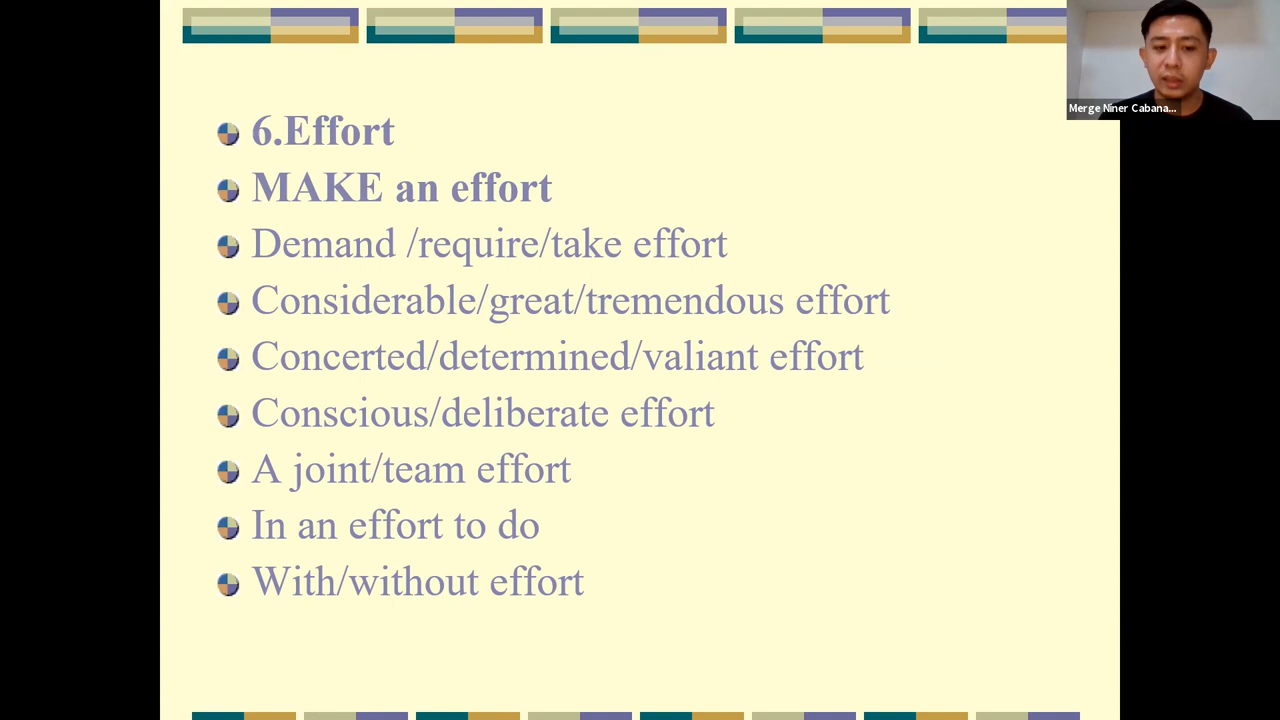 6.Effort
MAKE an effort
Demand /require/take effort
Considerable/great/tremendous effort
Concerted/determined/valiant effort
Conscious/deliberate effort
A joint/team effort
In an effort to do
With/without effort
Merge Niner Cabana...